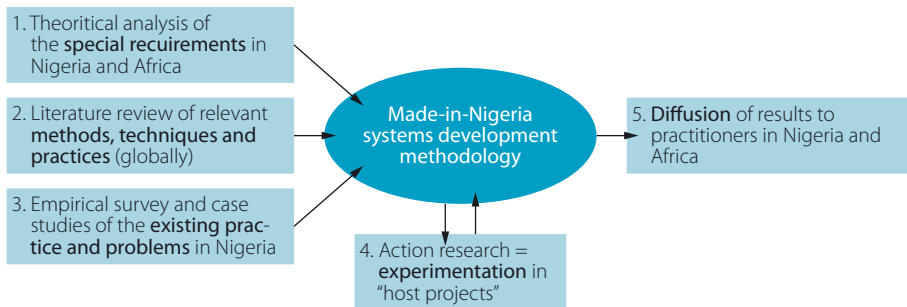 1. Theoritical analysis of
the special recuirements in
Nigeria and Africa
2. Literature review of relevant
methods, techniques and
practices (globally)
3. Empirical survey and case
studies of the existing prac-
tice and problems in Nigeria
Made-in-Nigeria
systems development
methodology
4. Action research =
experimentation in
“host projects”
5. Diffusion of results to
practitioners in Nigeria and
Africa